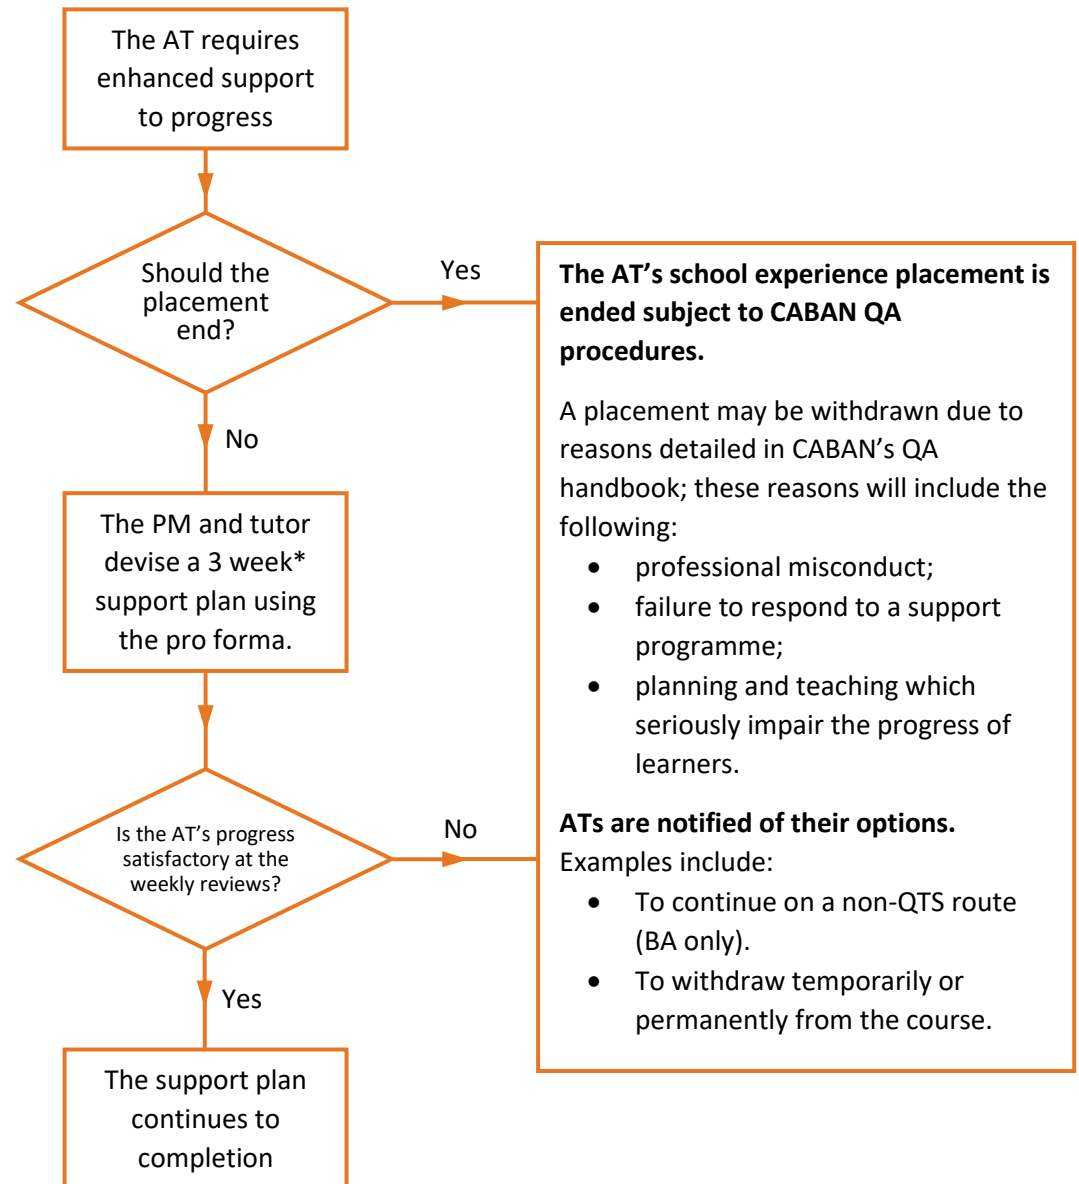 The AT requires
enhanced support
to progress
Should the
placement
end?
Yes
No
The AT’s school experience placement is
ended subject to CABAN QA
procedures.
A placement may be withdrawn due to
reasons detailed in CABAN’s QA
handbook; these reasons will include the
following:
• professional misconduct;
• failure to respond to a support
programme;
• planning and teaching which
seriously impair the progress of
learners.
ATs are notified of their options.
Examples include:
• To continue on a non-QTS route
(BA only).
• To withdraw temporarily or
permanently from the course.
The PM and tutor
devise a 3 week*
support plan using
the pro forma.
Is the AT’s progress
satisfactory at the
weekly reviews?
No
Yes
The support plan
continues to
completion